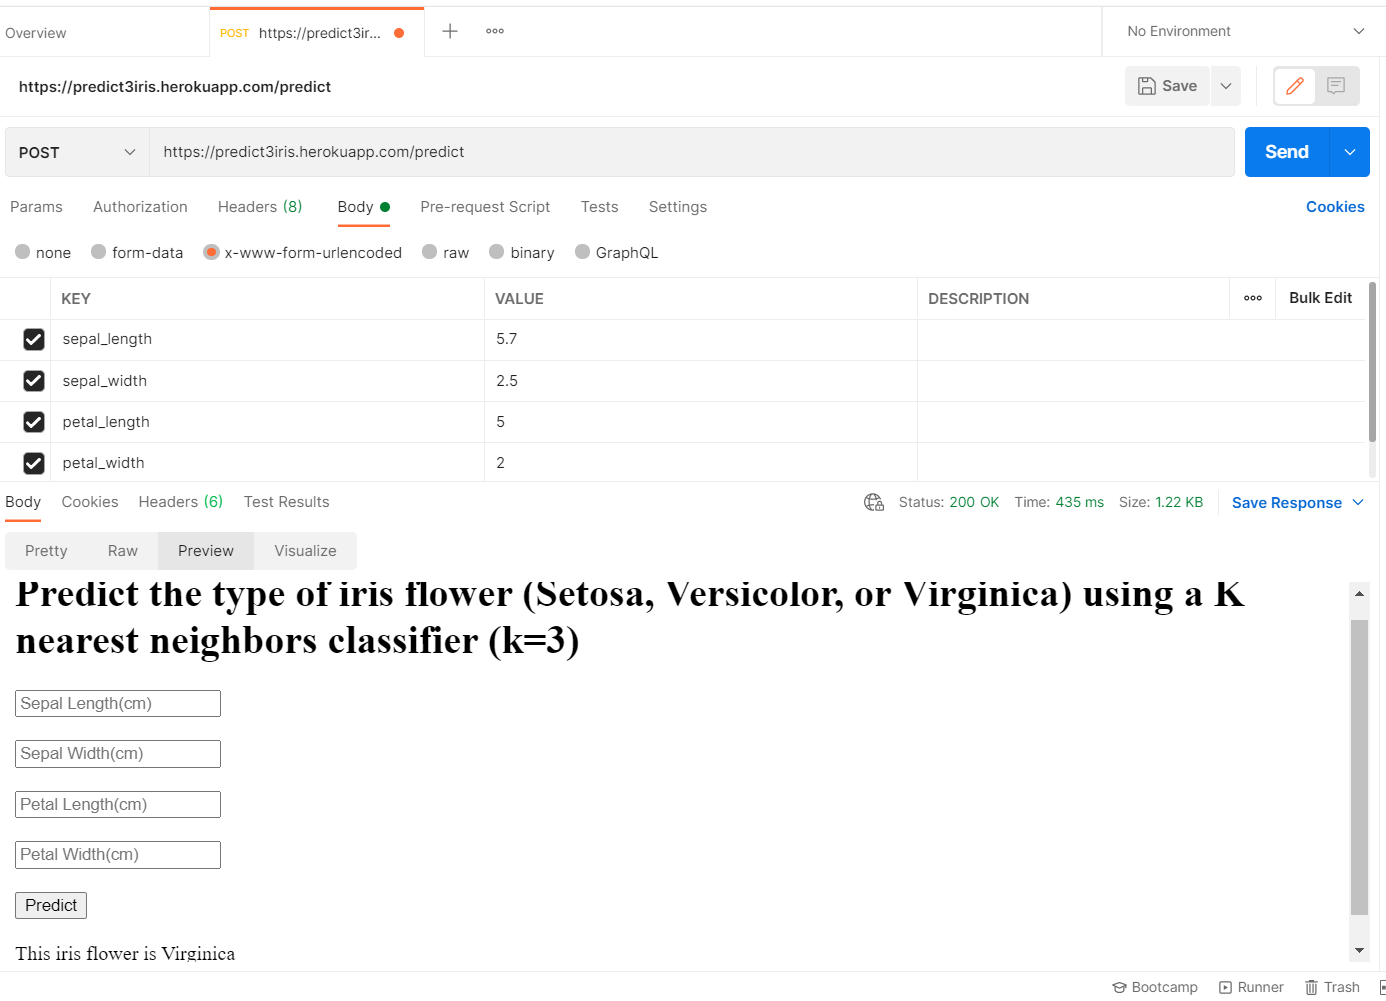 Overview
POST https://predict3ir...
No Environment
https://predict3iris.herokuapp.com/predict
Save
POST
https://predict3iris.herokuapp.com/predict
Send
Params Authorization Headers (8) Body Pre-request Script Tests Settings Cookies
none form-data x-www-form-urlencoded raw binary GraphQL
KEY VALUE DESCRIPTION Bulk Edit
sepal_length 5.7
sepal_width 2.5
petal_length 5
petal_width 2
Body Cookies Headers (6) Test Results Status: 200 OK Time: 435 ms Size: 1.22 KB Save Response
Pretty Raw Preview Visualize
Predict the type of iris flower (Setosa, Versicolor, or Virginica) using a K
nearest neighbors classifier (k=3)
Sepal Length(cm)
Sepal Width(cm)
Petal Length(cm)
Petal Width(cm)
Predict
This iris flower is Virginica
Bootcamp Runner Trash